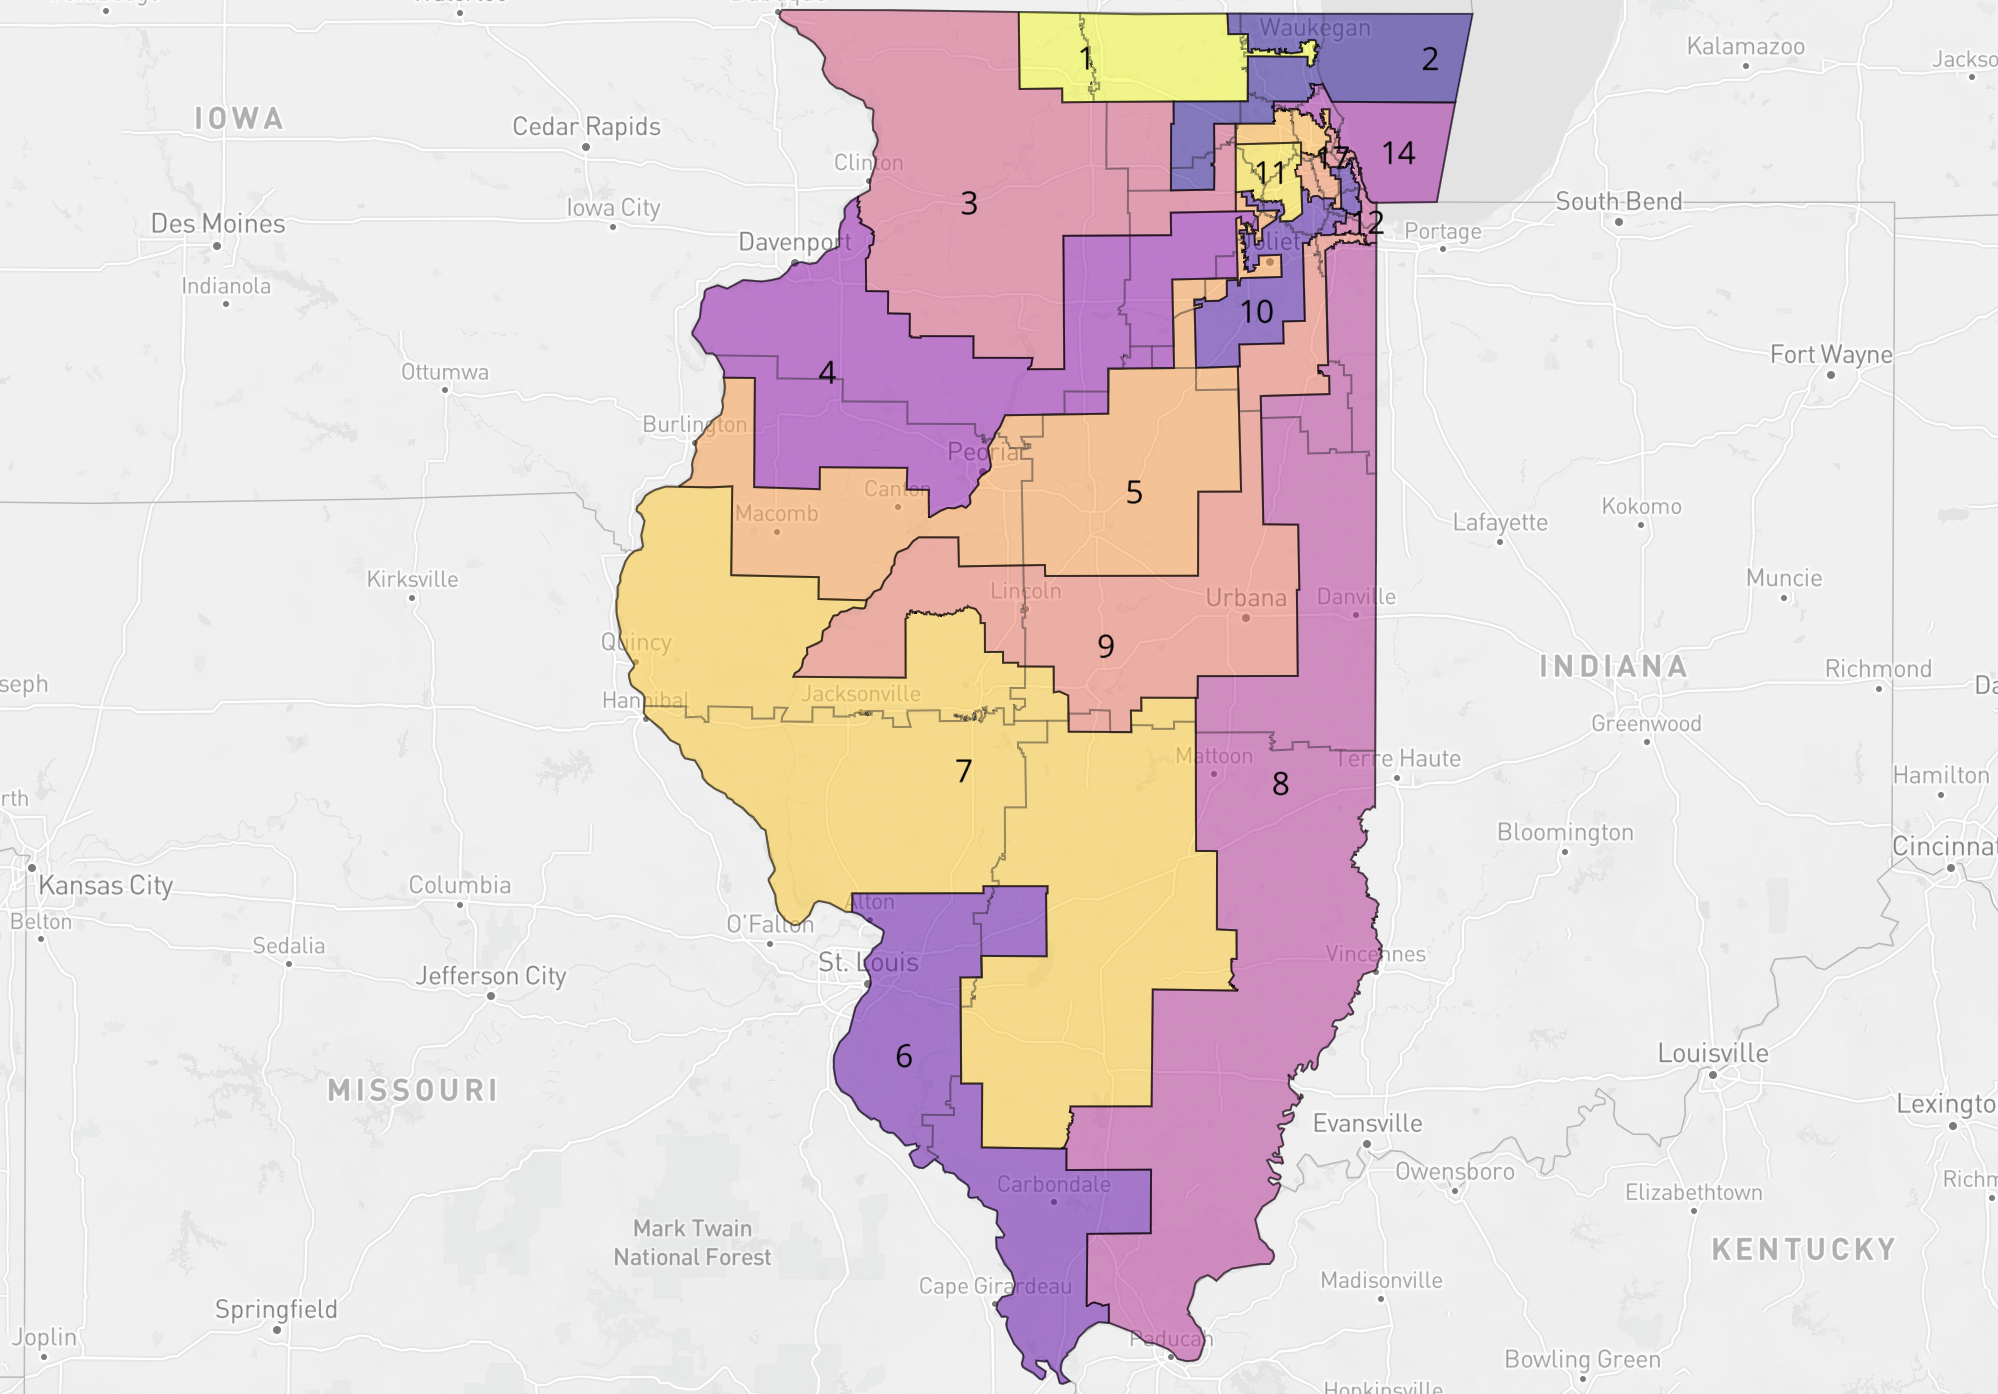 Dubuque
Waukegan
Kalamazoo
1
2
Jackso
IOWA
Cedar Rapids
Clinton
3
11
17
14
Iowa City
South Bend
Des Moines
12
Portage
Davenport
Joliet
Indianola
10
Fort Wayne
Ottumwa
4
Burlington
Peoria
Canton
5
Macomb
Kokomo
Lafayette
Kirksville
Lincoln
Urbana
Danville
Muncie
Quincy
9
INDIANA
Richmond
seph
Jacksonville
Hannibal
Da
Greenwood
Mattoon
Terre Haute
7
8
Hamilton
rth
Bloomington
Cincinnat
Kansas City
Columbia
Alton
Belton
O'Fallon
Sedalia
Vincennes
St. Louis
Jefferson City
6
Louisville
MISSOURI
Lexingto
Evansville
Owensboro
Carbondale
Elizabethtown
Richm
Mark Twain
National Forest
KENTUCKY
Cape Girardeau
Madisonville
Springfield
Joplin
Paducah
Bowling Green
Hopkinsville